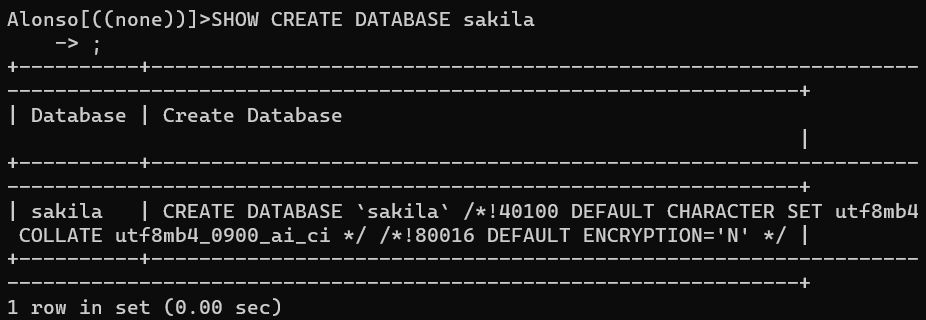 Alonso[((none))]>SHOW CREATE DATABASE sakila
    -> ;
+----------+----------------------------------------------------------------
------------------------------------------------------------------+
| Database | Create Database
                                                                  |
+----------+----------------------------------------------------------------
------------------------------------------------------------------+
| sakila   | CREATE DATABASE `sakila` /*!40100 DEFAULT CHARACTER SET utf8mb4
 COLLATE utf8mb4_0900_ai_ci */ /*!80016 DEFAULT ENCRYPTION='N' */ |
+----------+----------------------------------------------------------------
------------------------------------------------------------------+
1 row in set (0.00 sec)